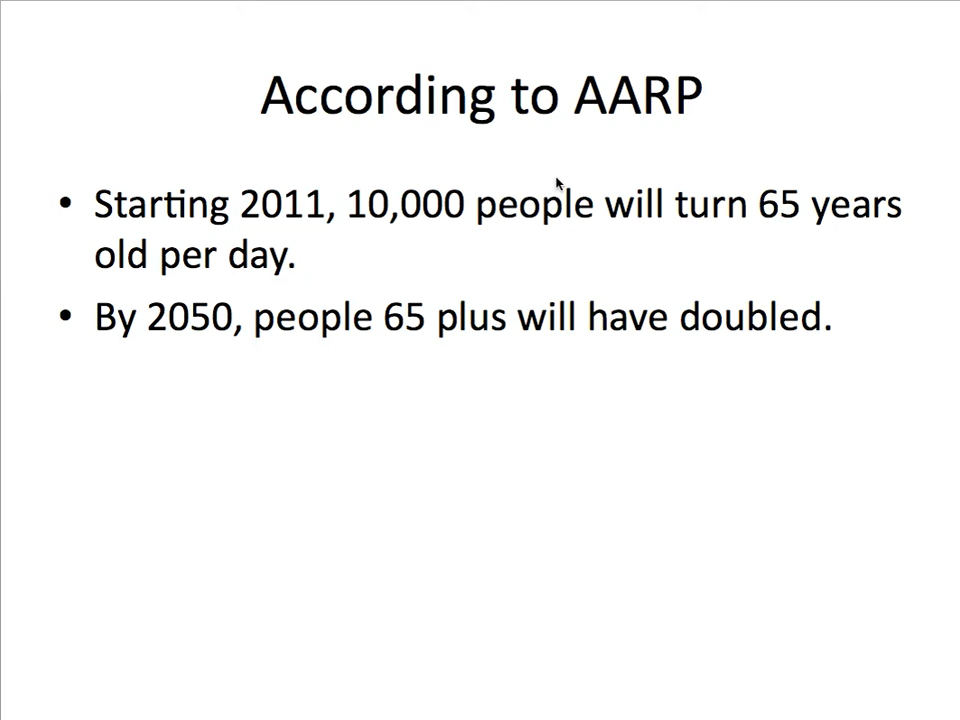 According to AARP
• Starting 2011, 10,000 people will turn 65 years
old per day.
• By 2050, people 65 plus will have doubled.